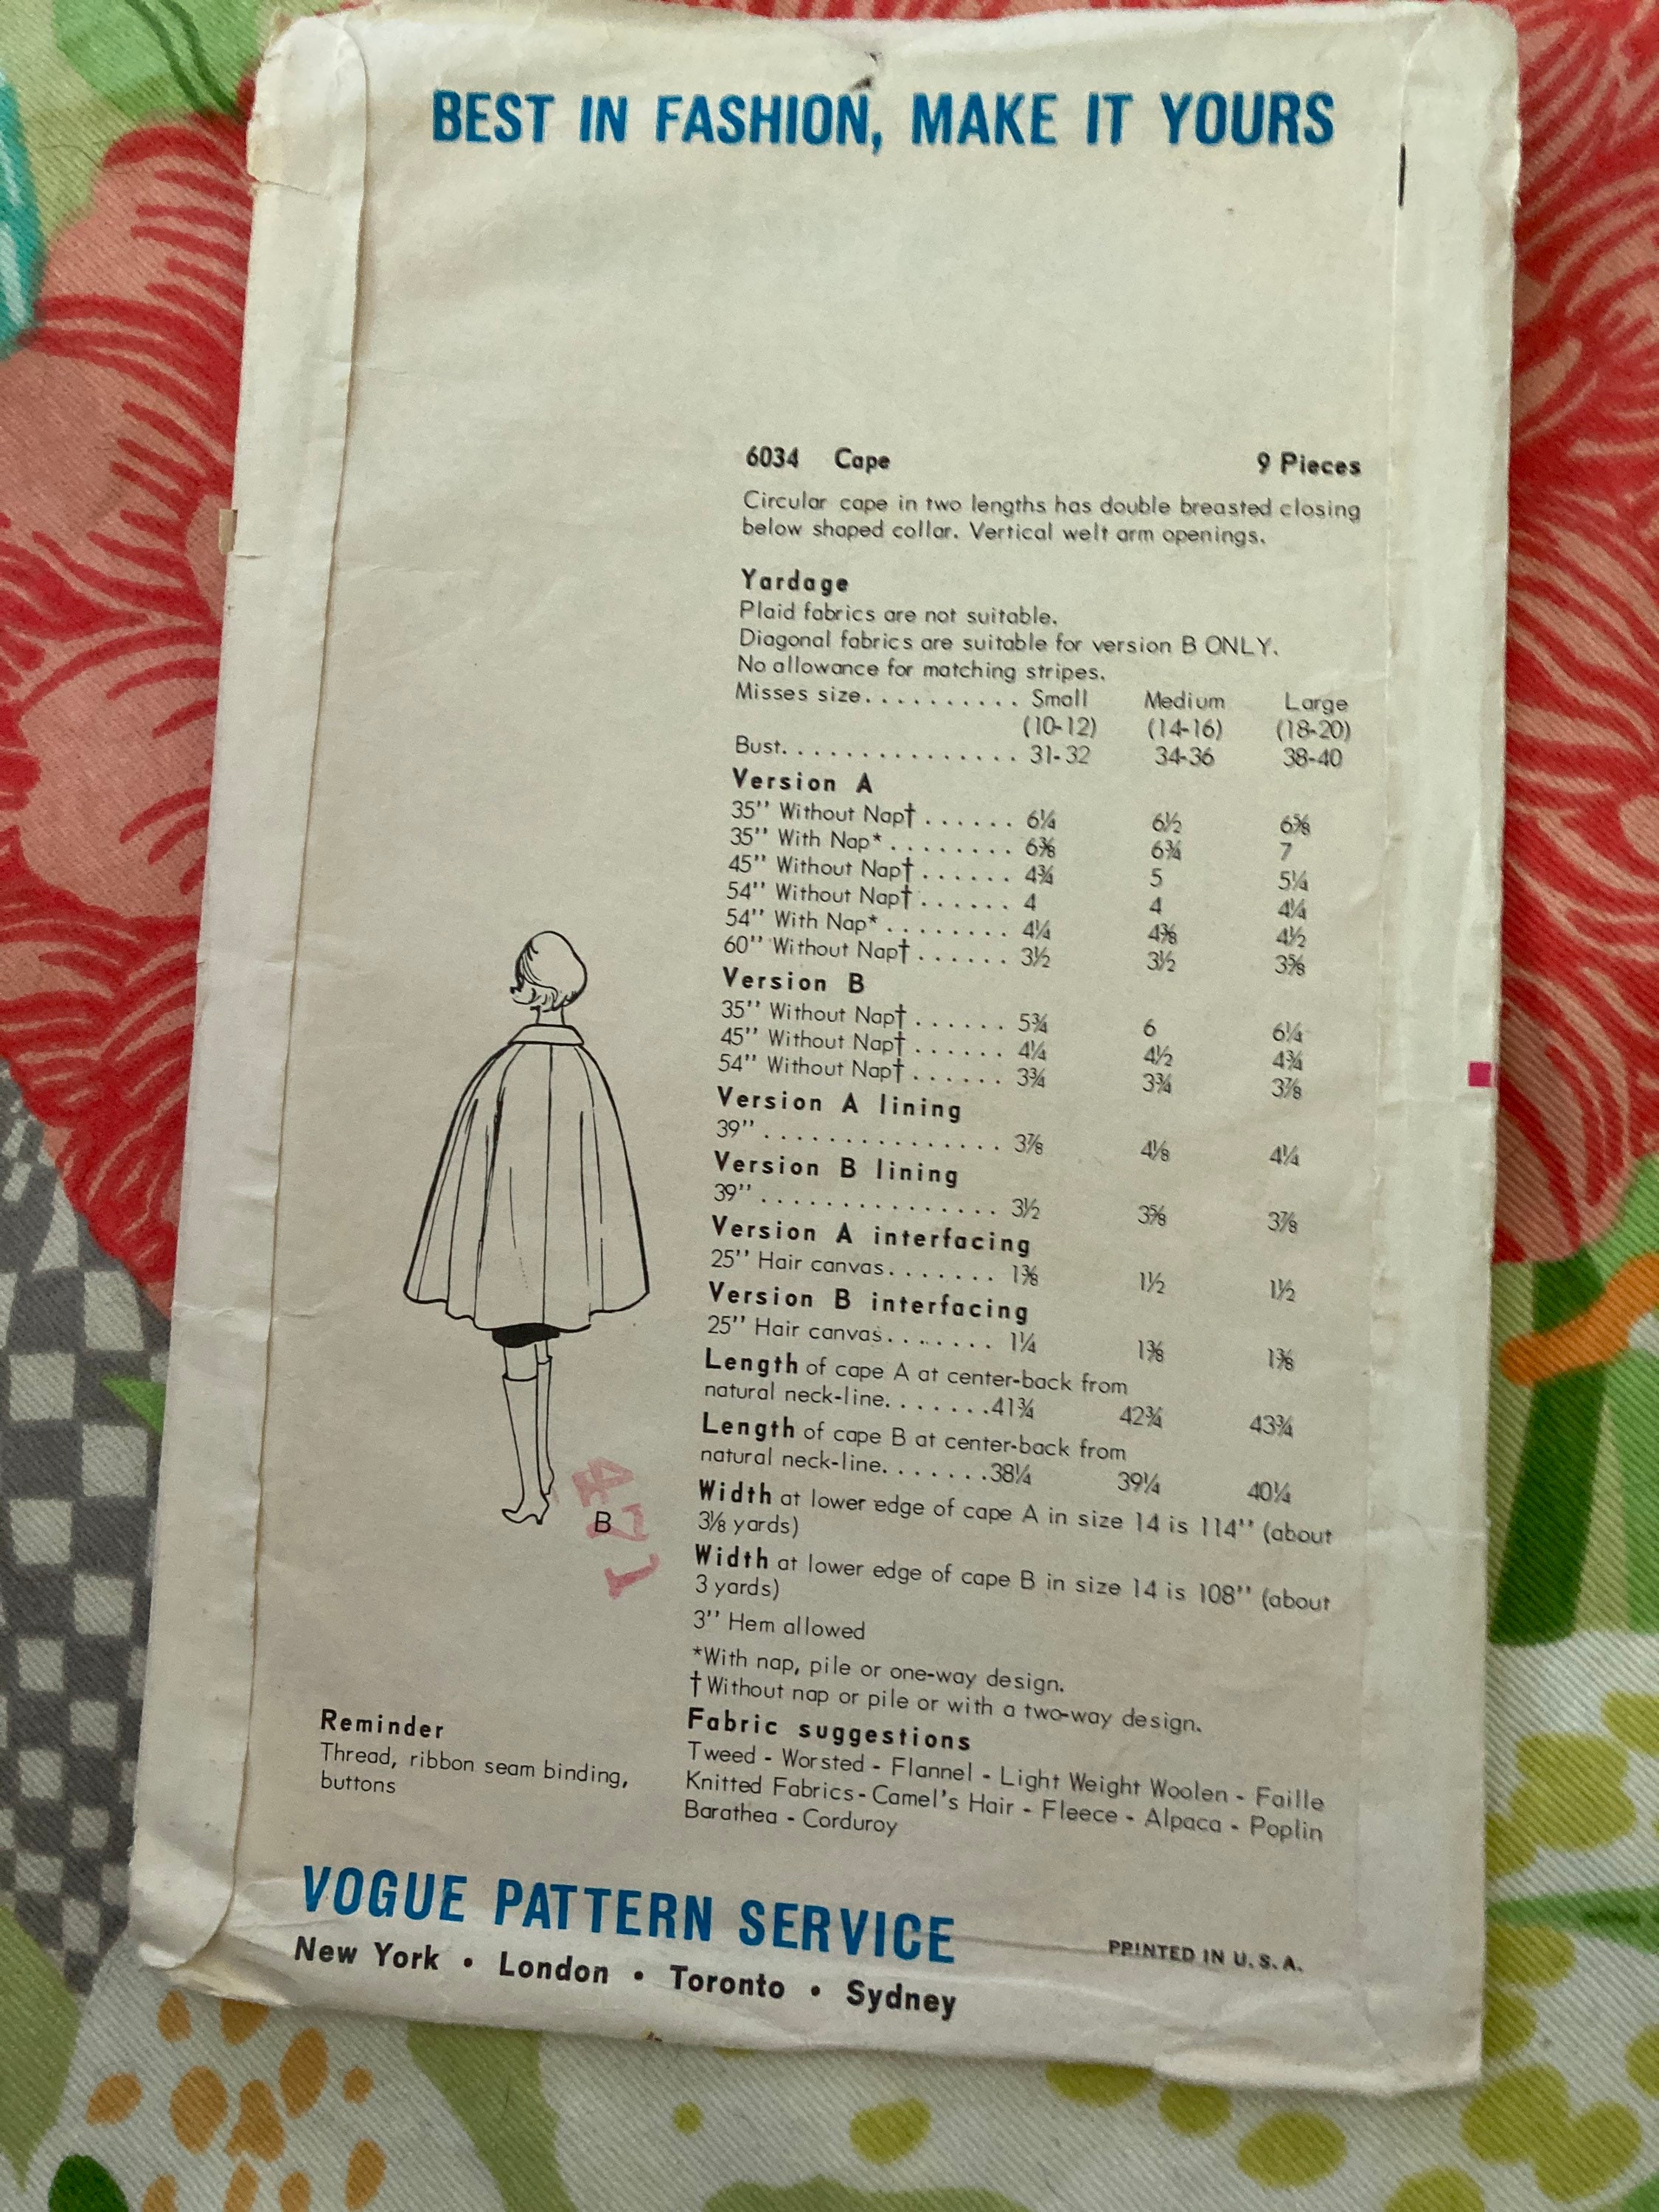 BEST IN FASHION, MAKE IT YOURS
6034 Cape 9 Pieces
Circular cape in two lengths has double breasted closing
below shaped collar. Vertical welt arm openings.
Yardage
Plaid fabrics are not suitable.
Diagonal fabrics are suitable for version B ONLY.
No allowance for matching stripes.
Misses size.......... Small Medium Large
(10-12) (14-16) (18-20)
Bust.............. 31-32 34-36 38-40
Version A
35'' Without Nap†...... 6¼ 6½ 6⅝
35'' With Nap*........ 6⅜ 6¾ 7
45'' Without Nap†...... 4¾ 5 5¼
54'' Without Nap†...... 4 4 4¼
54'' With Nap*........ 4¼ 4⅜ 4½
60'' Without Nap†...... 3½ 3½ 3⅝
Version B
35'' Without Nap†...... 5¾ 6 6¼
45'' Without Nap†...... 4¼ 4½ 4¾
54'' Without Nap†...... 3¾ 3¾ 3⅞
Version A lining
39''............... 3⅞ 4⅛ 4¼
Version B lining
39''............... 3½ 3⅝ 3⅞
Version A interfacing
25'' Hair canvas....... 1⅜ 1½ 1½
Version B interfacing
25'' Hair canvas....... 1¼ 1⅜ 1⅜
Length of cape A at center-back from
natural neck-line.......41¾ 42¾ 43¾
Length of cape B at center-back from
natural neck-line.......38¼ 39¼ 40¼
Width at lower edge of cape A in size 14 is 114'' (about
3⅛ yards)
Width at lower edge of cape B in size 14 is 108'' (about
3 yards)
3'' Hem allowed
*With nap, pile or one-way design.
†Without nap or pile or with a two-way design.
Fabric suggestions
Tweed - Worsted - Flannel - Light Weight Woolen - Faille
Knitted Fabrics - Camel's Hair - Fleece - Alpaca - Poplin
Barathea - Corduroy
B
471
Reminder
Thread, ribbon seam binding,
buttons
VOGUE PATTERN SERVICE
New York • London • Toronto • Sydney
PRINTED IN U.S.A.